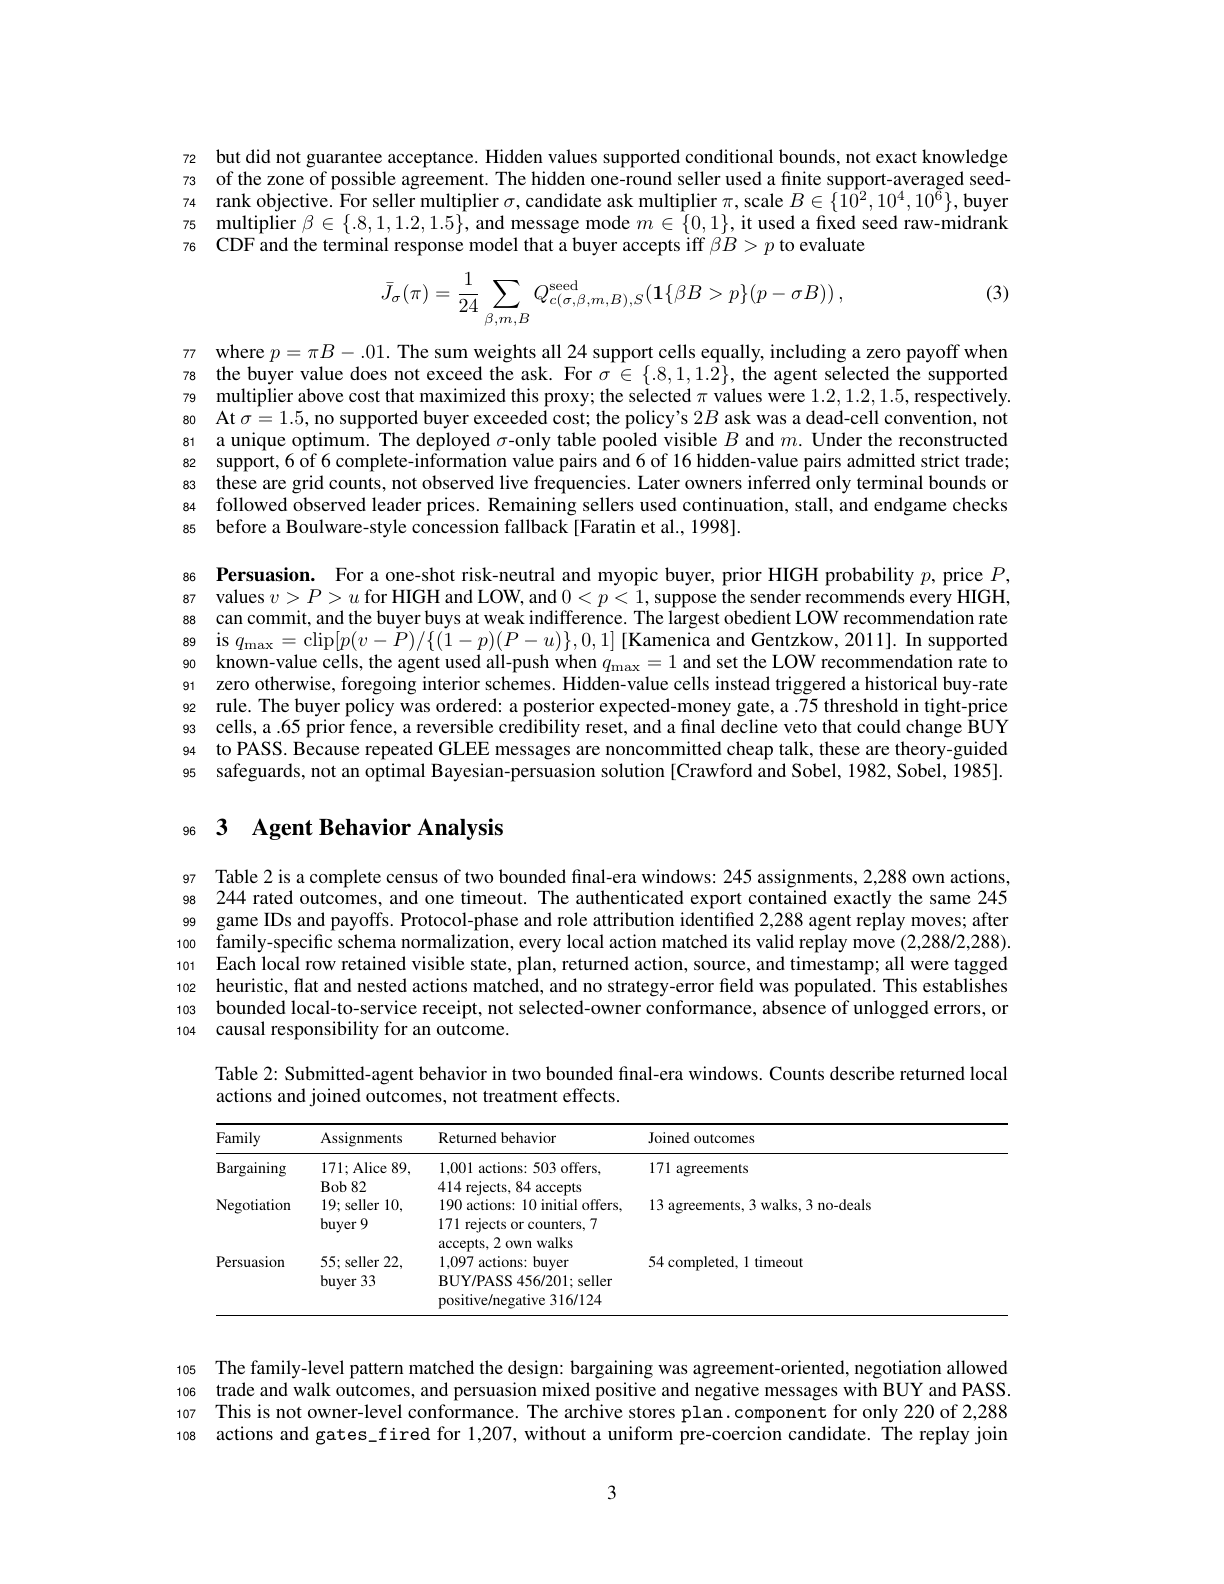 72 but did not guarantee acceptance. Hidden values supported conditional bounds, not exact knowledge
73 of the zone of possible agreement. The hidden one-round seller used a finite support-averaged seed-
74 rank objective. For seller multiplier σ, candidate ask multiplier π, scale B ∈ {10², 10⁴, 10⁶}, buyer
75 multiplier β ∈ {.8, 1, 1.2, 1.5}, and message mode m ∈ {0, 1}, it used a fixed seed raw-midrank
76 CDF and the terminal response model that a buyer accepts iff βB > p to evaluate
J̄_σ(π) = 1/24 ∑_{β,m,B} Q^{seed}_{c(σ,β,m,B),S}(1{βB > p}(p − σB)), (3)
77 where p = πB − .01. The sum weights all 24 support cells equally, including a zero payoff when
78 the buyer value does not exceed the ask. For σ ∈ {.8, 1, 1.2}, the agent selected the supported
79 multiplier above cost that maximized this proxy; the selected π values were 1.2, 1.2, 1.5, respectively.
80 At σ = 1.5, no supported buyer exceeded cost; the policy's 2B ask was a dead-cell convention, not
81 a unique optimum. The deployed σ-only table pooled visible B and m. Under the reconstructed
82 support, 6 of 6 complete-information value pairs and 6 of 16 hidden-value pairs admitted strict trade;
83 these are grid counts, not observed live frequencies. Later owners inferred only terminal bounds or
84 followed observed leader prices. Remaining sellers used continuation, stall, and endgame checks
85 before a Boulware-style concession fallback [Faratin et al., 1998].
86 Persuasion. For a one-shot risk-neutral and myopic buyer, prior HIGH probability p, price P,
87 values v > P > u for HIGH and LOW, and 0 < p < 1, suppose the sender recommends every HIGH,
88 can commit, and the buyer buys at weak indifference. The largest obedient LOW recommendation rate
89 is q_max = clip[p(v − P)/{(1 − p)(P − u)}, 0, 1] [Kamenica and Gentzkow, 2011]. In supported
90 known-value cells, the agent used all-push when q_max = 1 and set the LOW recommendation rate to
91 zero otherwise, foregoing interior schemes. Hidden-value cells instead triggered a historical buy-rate
92 rule. The buyer policy was ordered: a posterior expected-money gate, a .75 threshold in tight-price
93 cells, a .65 prior fence, a reversible credibility reset, and a final decline veto that could change BUY
94 to PASS. Because repeated GLEE messages are noncommitted cheap talk, these are theory-guided
95 safeguards, not an optimal Bayesian-persuasion solution [Crawford and Sobel, 1982, Sobel, 1985].
96 3 Agent Behavior Analysis
97 Table 2 is a complete census of two bounded final-era windows: 245 assignments, 2,288 own actions,
98 244 rated outcomes, and one timeout. The authenticated export contained exactly the same 245
99 game IDs and payoffs. Protocol-phase and role attribution identified 2,288 agent replay moves; after
100 family-specific schema normalization, every local action matched its valid replay move (2,288/2,288).
101 Each local row retained visible state, plan, returned action, source, and timestamp; all were tagged
102 heuristic, flat and nested actions matched, and no strategy-error field was populated. This establishes
103 bounded local-to-service receipt, not selected-owner conformance, absence of unlogged errors, or
104 causal responsibility for an outcome.
Table 2: Submitted-agent behavior in two bounded final-era windows. Counts describe returned local
actions and joined outcomes, not treatment effects.
Family Assignments Returned behavior Joined outcomes
Bargaining 171; Alice 89, 1,001 actions: 503 offers, 171 agreements
Bob 82 414 rejects, 84 accepts
Negotiation 19; seller 10, 190 actions: 10 initial offers, 13 agreements, 3 walks, 3 no-deals
buyer 9 171 rejects or counters, 7
accepts, 2 own walks
Persuasion 55; seller 22, 1,097 actions: buyer 54 completed, 1 timeout
buyer 33 BUY/PASS 456/201; seller
positive/negative 316/124
105 The family-level pattern matched the design: bargaining was agreement-oriented, negotiation allowed
106 trade and walk outcomes, and persuasion mixed positive and negative messages with BUY and PASS.
107 This is not owner-level conformance. The archive stores plan.component for only 220 of 2,288
108 actions and gates_fired for 1,207, without a uniform pre-coercion candidate. The replay join
3